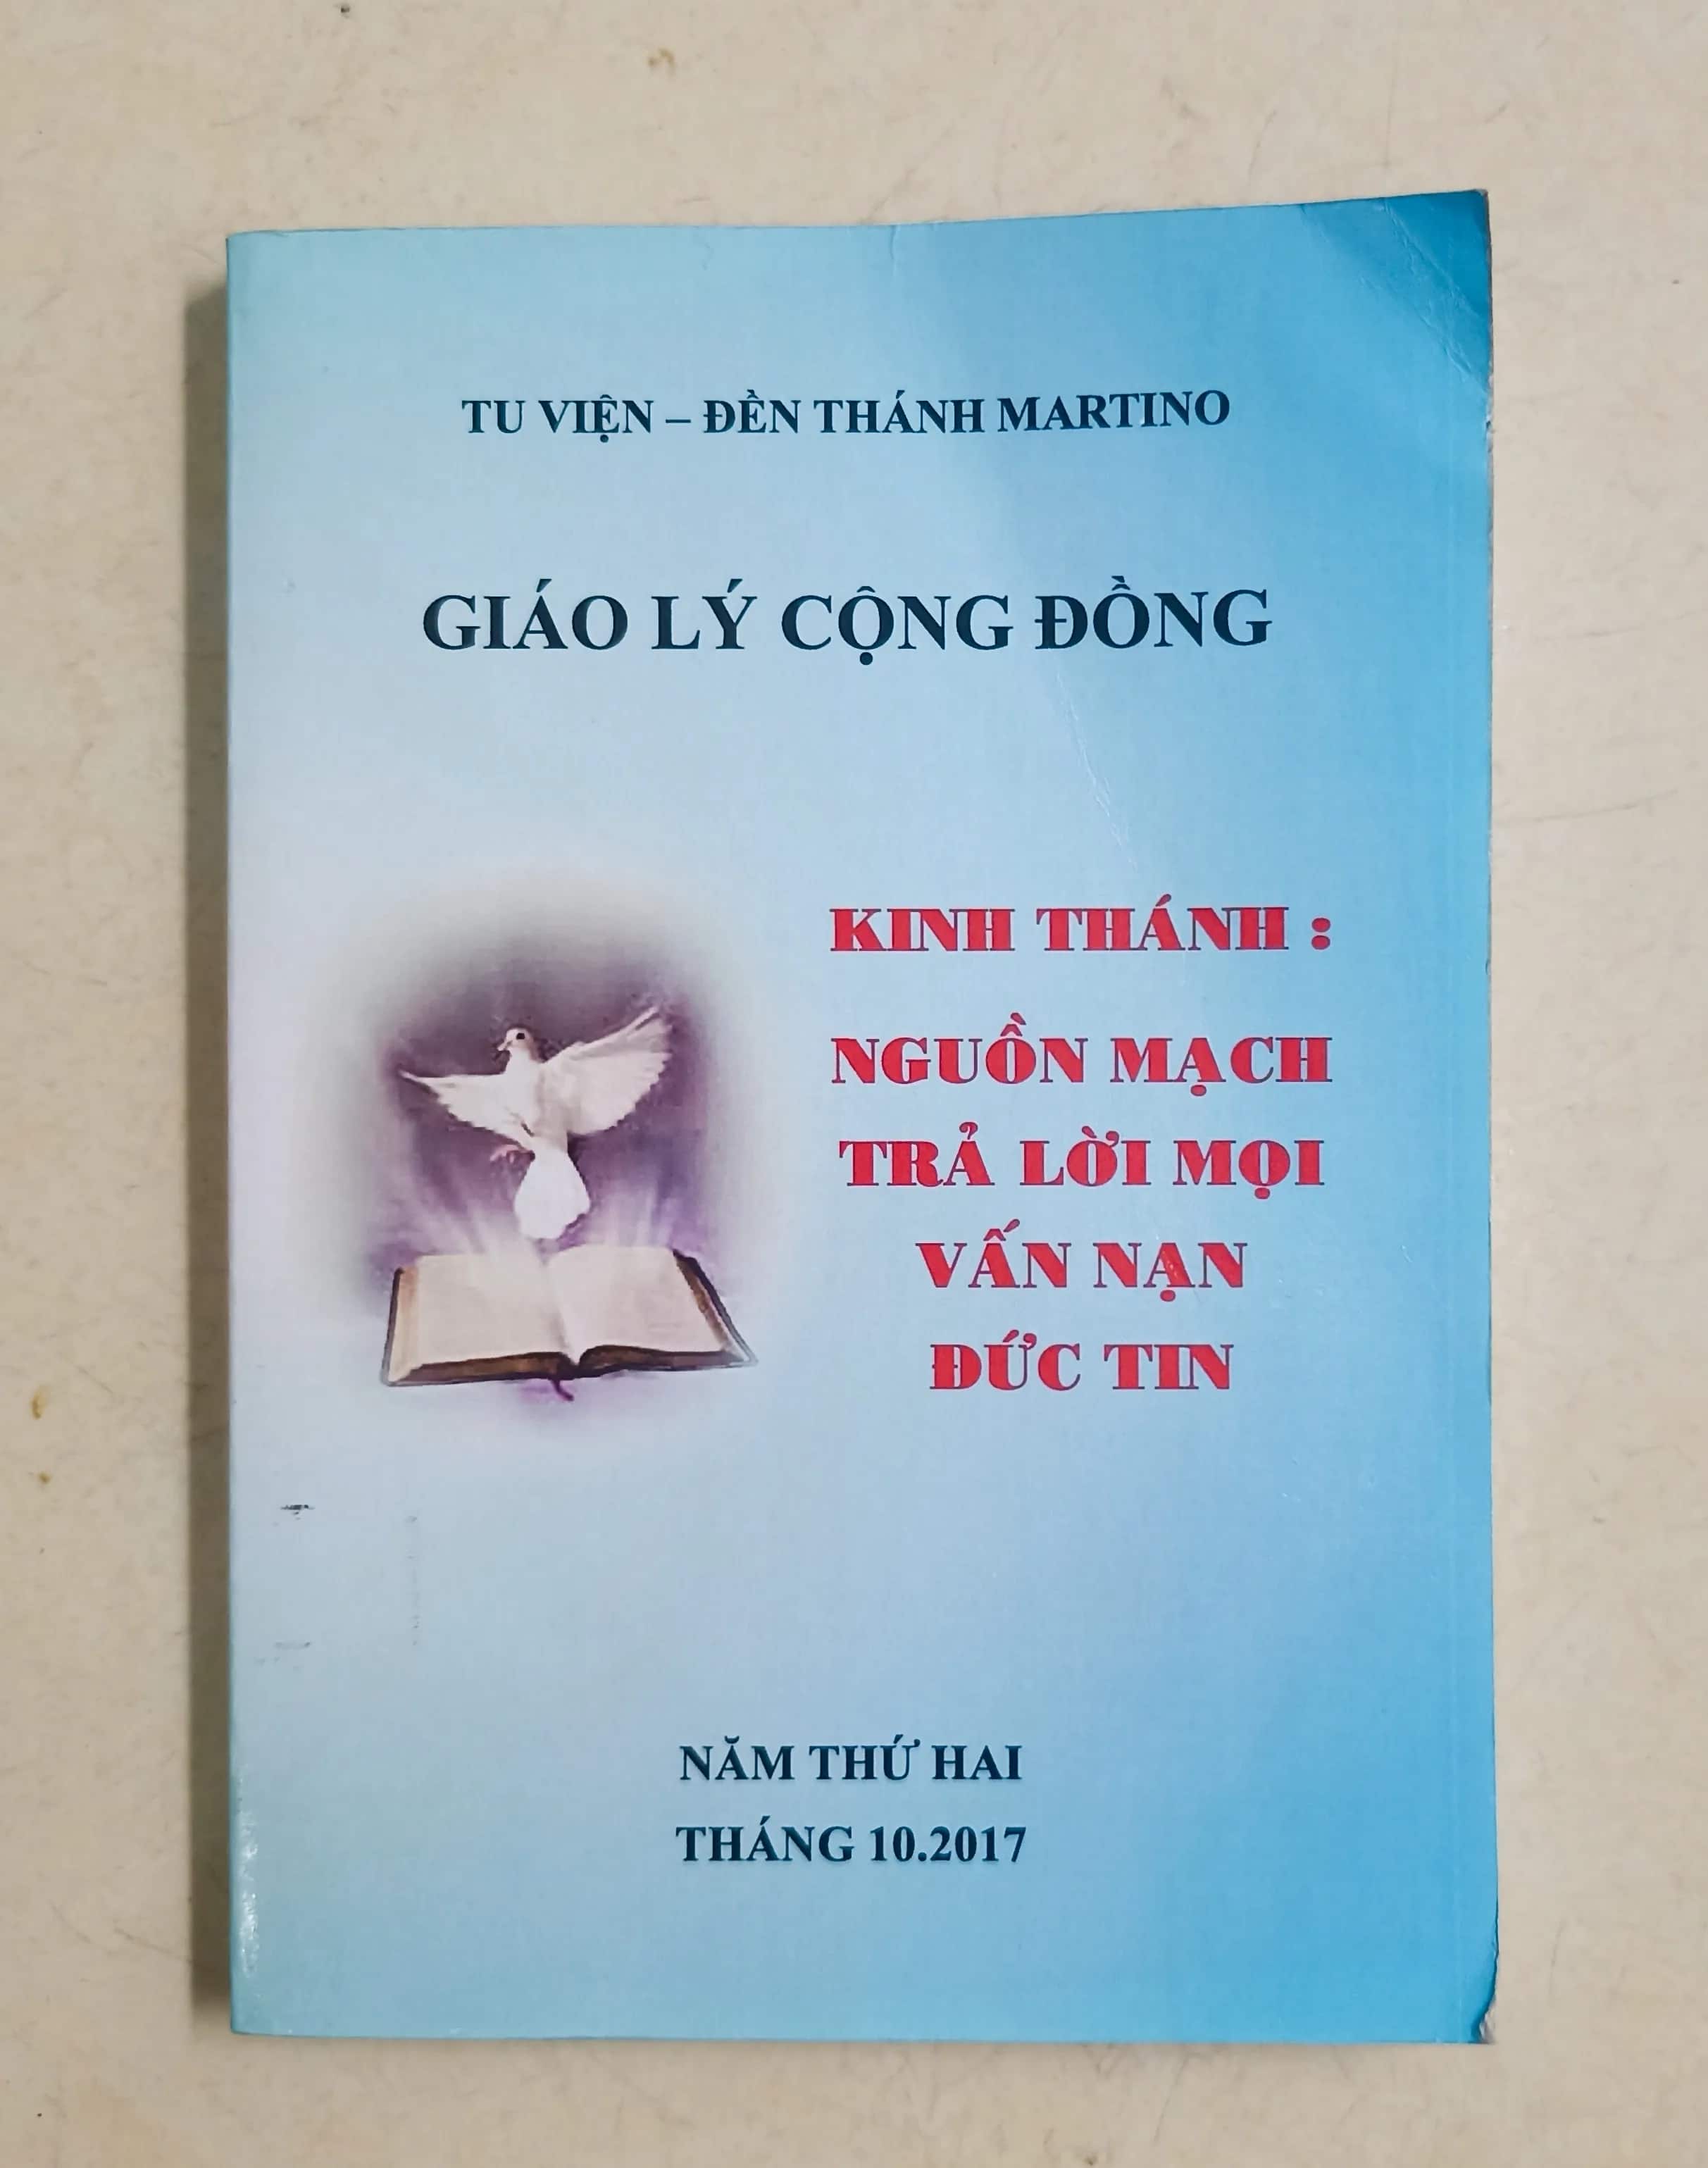 TU VIỆN – ĐỀN THÁNH MARTINO
GIÁO LÝ CỘNG ĐỒNG
KINH THÁNH :
NGUỒN MẠCH
TRẢ LỜI MỌI
VẤN NẠN
ĐỨC TIN
NĂM THỨ HAI
THÁNG 10.2017